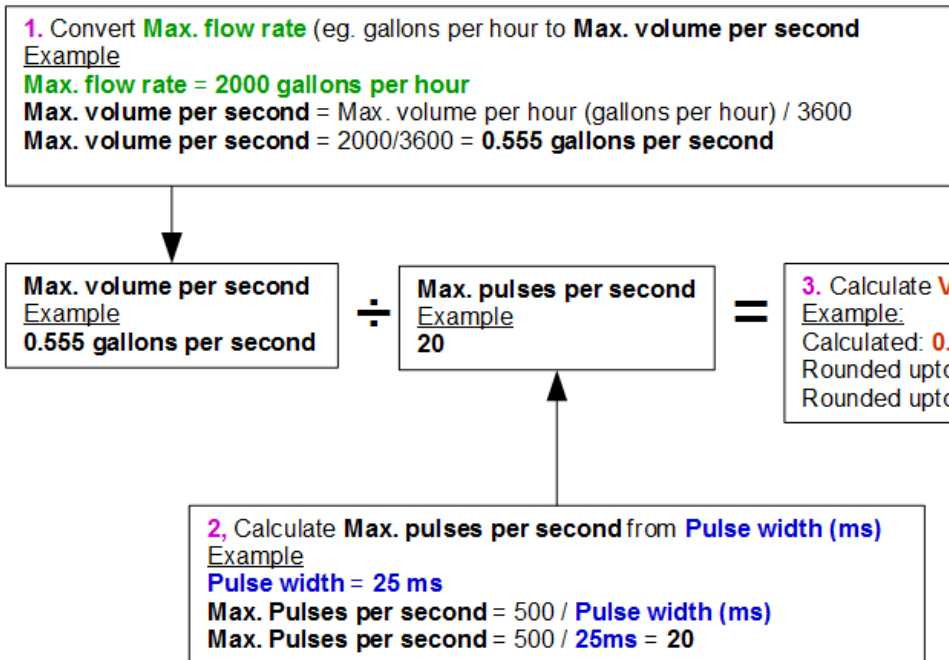 1. Convert Max. flow rate (eg. gallons per hour to Max. volume per second
Example
Max. flow rate = 2000 gallons per hour
Max. volume per second = Max. volume per hour (gallons per hour) / 3600
Max. volume per second = 2000/3600 = 0.555 gallons per second
Max. volume per second
Example
0.555 gallons per second
÷
Max. pulses per second
Example
20
=
3. Calculate V
Example:
Calculated: 0.
Rounded upto
Rounded upto
2, Calculate Max. pulses per second from Pulse width (ms)
Example
Pulse width = 25 ms
Max. Pulses per second = 500 / Pulse width (ms)
Max. Pulses per second = 500 / 25ms = 20